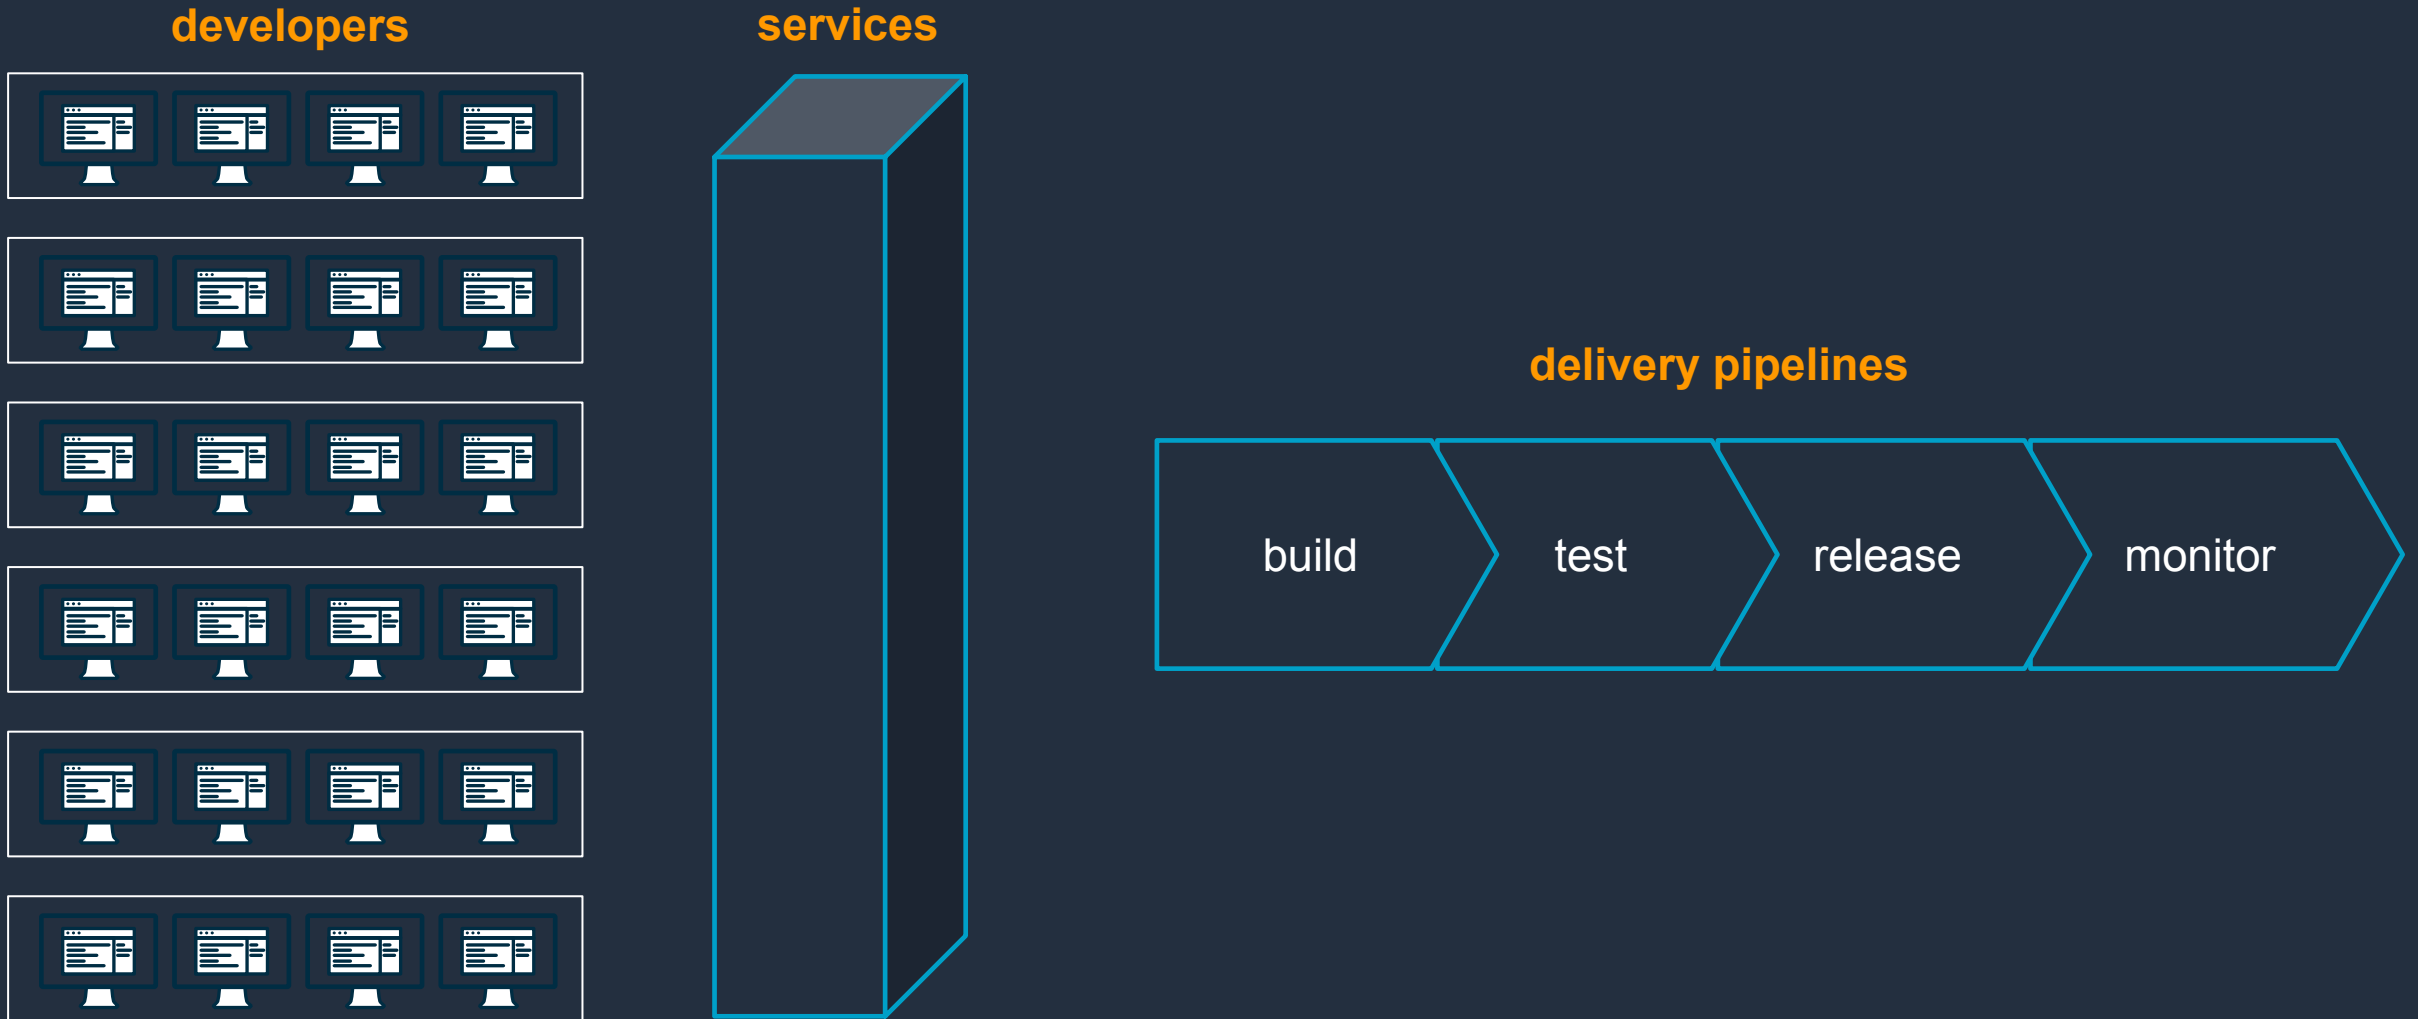 developers
services
delivery pipelines
build
test
release
monitor